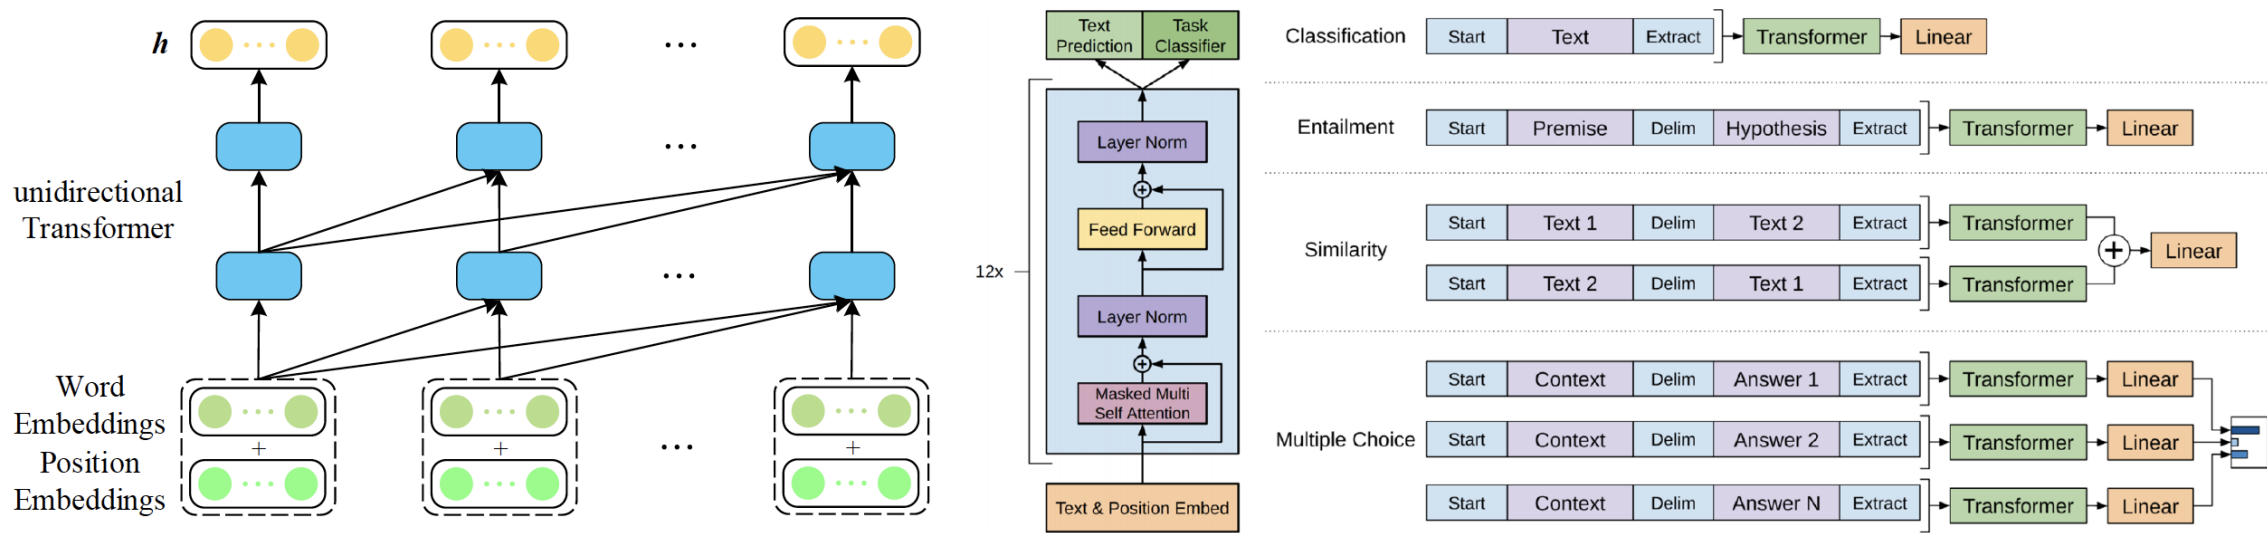 h
unidirectional
Transformer
Word
Embeddings
Position
Embeddings
+
+
+
Text
Prediction
Task
Classifier
12x
Layer Norm
+
Feed Forward
Layer Norm
+
Masked Multi
Self Attention
Text & Position Embed
Classification Start Text Extract Transformer Linear
Entailment Start Premise Delim Hypothesis Extract Transformer Linear
Similarity
Start Text 1 Delim Text 2 Extract Transformer
+ Linear
Start Text 2 Delim Text 1 Extract Transformer
Multiple Choice
Start Context Delim Answer 1 Extract Transformer Linear
Start Context Delim Answer 2 Extract Transformer Linear
Start Context Delim Answer N Extract Transformer Linear